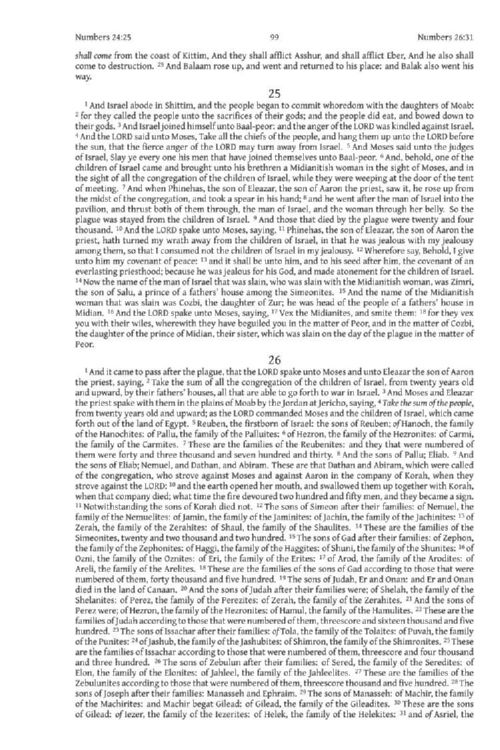 Numbers 24:25 99 Numbers 26:31
shall come from the coast of Kittim, And they shall afflict Asshur, and shall afflict Eber, And he also shall
come to destruction. 25 And Balaam rose up, and went and returned to his place: and Balak also went his
way.
25
1 And Israel abode in Shittim, and the people began to commit whoredom with the daughters of Moab:
2 for they called the people unto the sacrifices of their gods; and the people did eat, and bowed down to
their gods. 3 And Israel joined himself unto Baal-peor: and the anger of the LORD was kindled against Israel.
4 And the LORD said unto Moses, Take all the chiefs of the people, and hang them up unto the LORD before
the sun, that the fierce anger of the LORD may turn away from Israel. 5 And Moses said unto the judges
of Israel, Slay ye every one his men that have joined themselves unto Baal-peor. 6 And, behold, one of the
children of Israel came and brought unto his brethren a Midianitish woman in the sight of Moses, and in
the sight of all the congregation of the children of Israel, while they were weeping at the door of the tent
of meeting. 7 And when Phinehas, the son of Eleazar, the son of Aaron the priest, saw it, he rose up from
the midst of the congregation, and took a spear in his hand; 8 and he went after the man of Israel into the
pavilion, and thrust both of them through, the man of Israel, and the woman through her belly. So the
plague was stayed from the children of Israel. 9 And those that died by the plague were twenty and four
thousand. 10 And the LORD spake unto Moses, saying, 11 Phinehas, the son of Eleazar, the son of Aaron the
priest, hath turned my wrath away from the children of Israel, in that he was jealous with my jealousy
among them, so that I consumed not the children of Israel in my jealousy. 12 Wherefore say, Behold, I give
unto him my covenant of peace: 13 and it shall be unto him, and to his seed after him, the covenant of an
everlasting priesthood; because he was jealous for his God, and made atonement for the children of Israel.
14 Now the name of the man of Israel that was slain, who was slain with the Midianitish woman, was Zimri,
the son of Salu, a prince of a fathers' house among the Simeonites. 15 And the name of the Midianitish
woman that was slain was Cozbi, the daughter of Zur; he was head of the people of a fathers' house in
Midian. 16 And the LORD spake unto Moses, saying, 17 Vex the Midianites, and smite them: 18 for they vex
you with their wiles, wherewith they have beguiled you in the matter of Peor, and in the matter of Cozbi,
the daughter of the prince of Midian, their sister, which was slain on the day of the plague in the matter of
Peor.
26
1 And it came to pass after the plague, that the LORD spake unto Moses and unto Eleazar the son of Aaron
the priest, saying, 2 Take the sum of all the congregation of the children of Israel, from twenty years old
and upward, by their fathers' houses, all that are able to go forth to war in Israel. 3 And Moses and Eleazar
the priest spake with them in the plains of Moab by the Jordan at Jericho, saying, 4 Take the sum of the people,
from twenty years old and upward; as the LORD commanded Moses and the children of Israel, which came
forth out of the land of Egypt. 5 Reuben, the firstborn of Israel: the sons of Reuben; of Hanoch, the family
of the Hanochites: of Pallu, the family of the Palluites: 6 of Hezron, the family of the Hezronites: of Carmi,
the family of the Carmites. 7 These are the families of the Reubenites: and they that were numbered of
them were forty and three thousand and seven hundred and thirty. 8 And the sons of Pallu; Eliab. 9 And
the sons of Eliab; Nemuel, and Dathan, and Abiram. These are that Dathan and Abiram, which were called
of the congregation, who strove against Moses and against Aaron in the company of Korah, when they
strove against the LORD: 10 and the earth opened her mouth, and swallowed them up together with Korah,
when that company died; what time the fire devoured two hundred and fifty men, and they became a sign.
11 Notwithstanding the sons of Korah died not. 12 The sons of Simeon after their families: of Nemuel, the
family of the Nemuelites: of Jamin, the family of the Jaminites: of Jachin, the family of the Jachinites: 13 of
Zerah, the family of the Zerahites: of Shaul, the family of the Shaulites. 14 These are the families of the
Simeonites, twenty and two thousand and two hundred. 15 The sons of Gad after their families: of Zephon,
the family of the Zephonites: of Haggi, the family of the Haggites: of Shuni, the family of the Shunites: 16 of
Ozni, the family of the Oznites: of Eri, the family of the Erites: 17 of Arod, the family of the Arodites: of
Areli, the family of the Arelites. 18 These are the families of the sons of Gad according to those that were
numbered of them, forty thousand and five hundred. 19 The sons of Judah, Er and Onan: and Er and Onan
died in the land of Canaan. 20 And the sons of Judah after their families were; of Shelah, the family of the
Shelanites: of Perez, the family of the Perezites: of Zerah, the family of the Zerahites. 21 And the sons of
Perez were; of Hezron, the family of the Hezronites: of Hamul, the family of the Hamulites. 22 These are the
families of Judah according to those that were numbered of them, threescore and sixteen thousand and five
hundred. 23 The sons of Issachar after their families: of Tola, the family of the Tolaites: of Puvah, the family
of the Punites: 24 of Jashub, the family of the Jashubites: of Shimron, the family of the Shimronites. 25 These
are the families of Issachar according to those that were numbered of them, threescore and four thousand
and three hundred. 26 The sons of Zebulun after their families: of Sered, the family of the Seredites: of
Elon, the family of the Elonites: of Jahleel, the family of the Jahleelites. 27 These are the families of the
Zebulunites according to those that were numbered of them, threescore thousand and five hundred. 28 The
sons of Joseph after their families: Manasseh and Ephraim. 29 The sons of Manasseh: of Machir, the family
of the Machirites: and Machir begat Gilead: of Gilead, the family of the Gileadites. 30 These are the sons
of Gilead: of Iezer, the family of the Iezerites: of Helek, the family of the Helekites: 31 and of Asriel, the